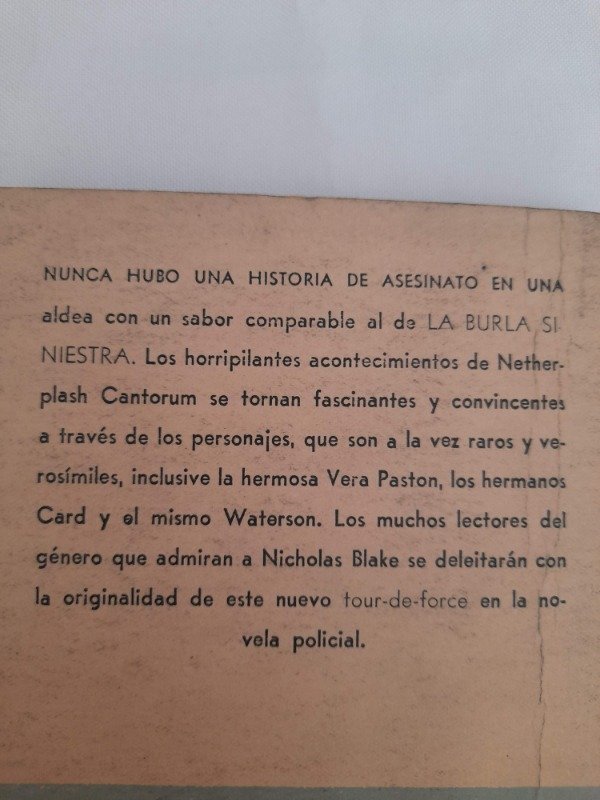 NUNCA HUBO UNA HISTORIA DE ASESINATO EN UNA
aldea con un sabor comparable al de LA BURLA SI-
NIESTRA. Los horripilantes acontecimientos de Nether-
plash Cantorum se tornan fascinantes y convincentes
a través de los personajes, que son a la vez raros y ve-
rosímiles, inclusive la hermosa Vera Paston, los hermanos
Card y el mismo Waterson. Los muchos lectores del
género que admiran a Nicholas Blake se deleitarán con
la originalidad de este nuevo tour-de-force en la no-
vela policial.